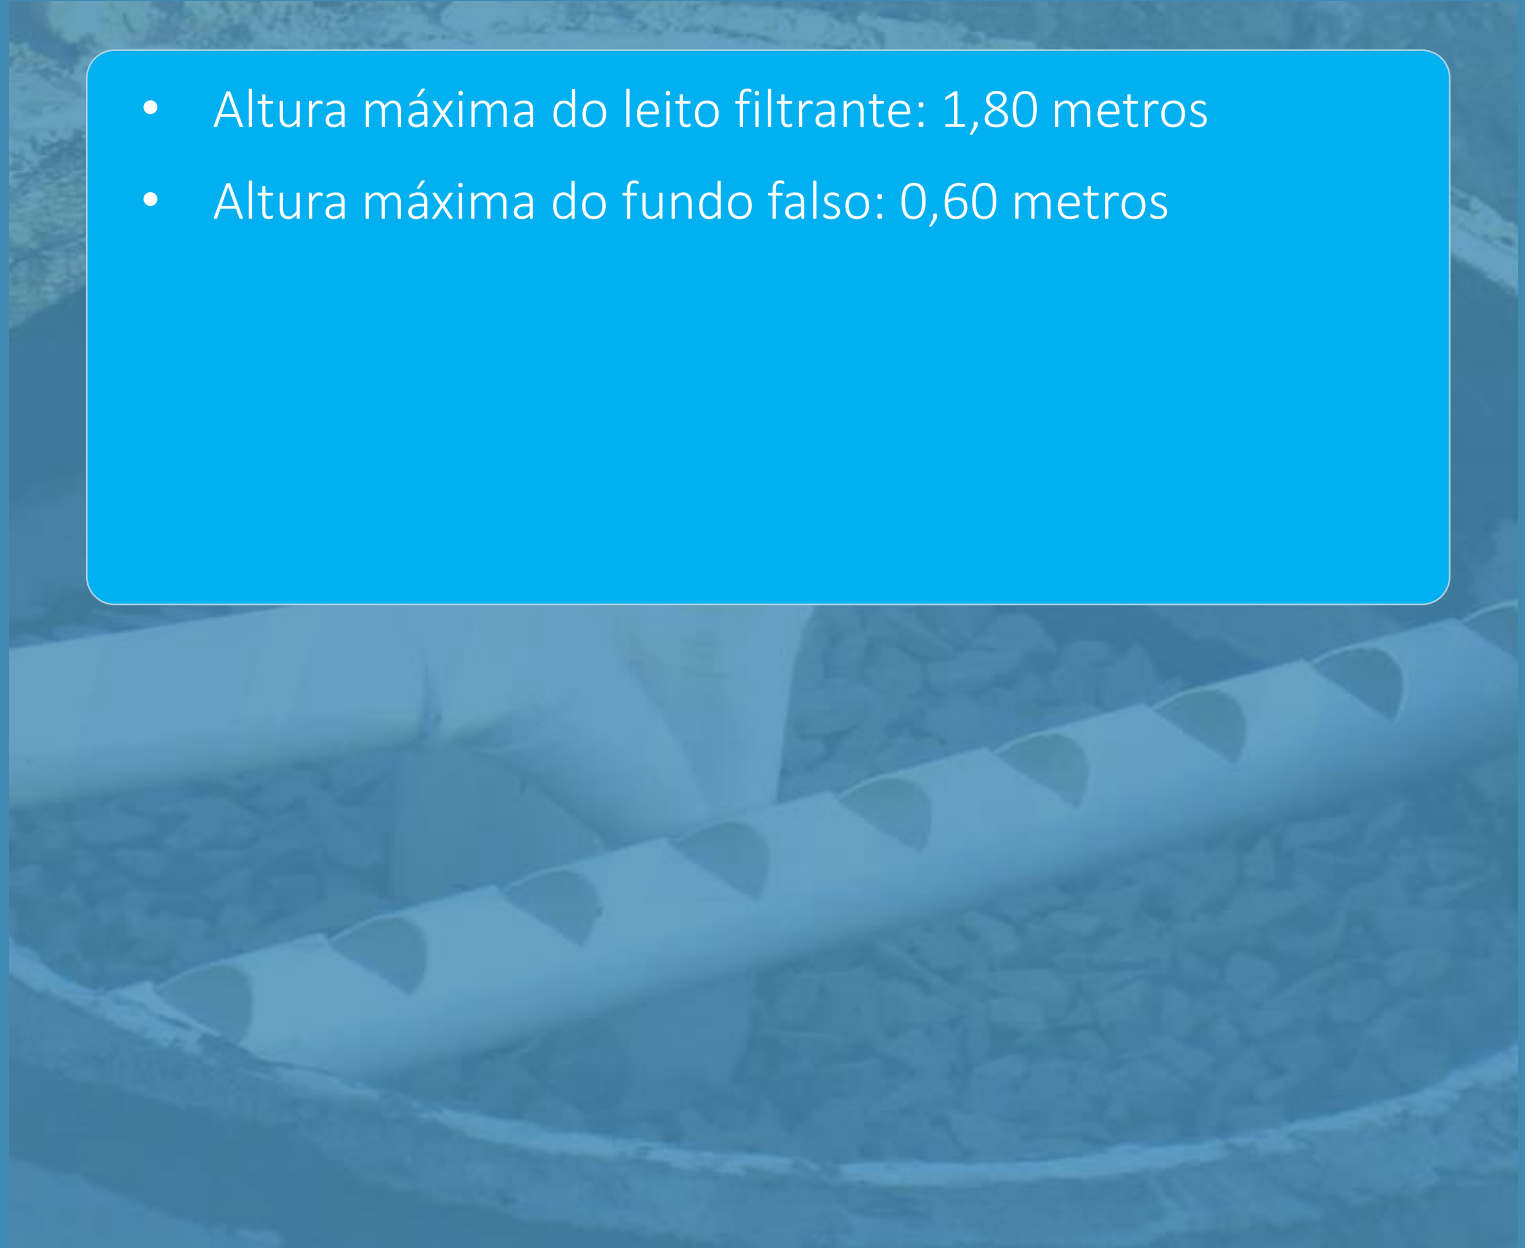 • Altura máxima do leito filtrante: 1,80 metros
• Altura máxima do fundo falso: 0,60 metros